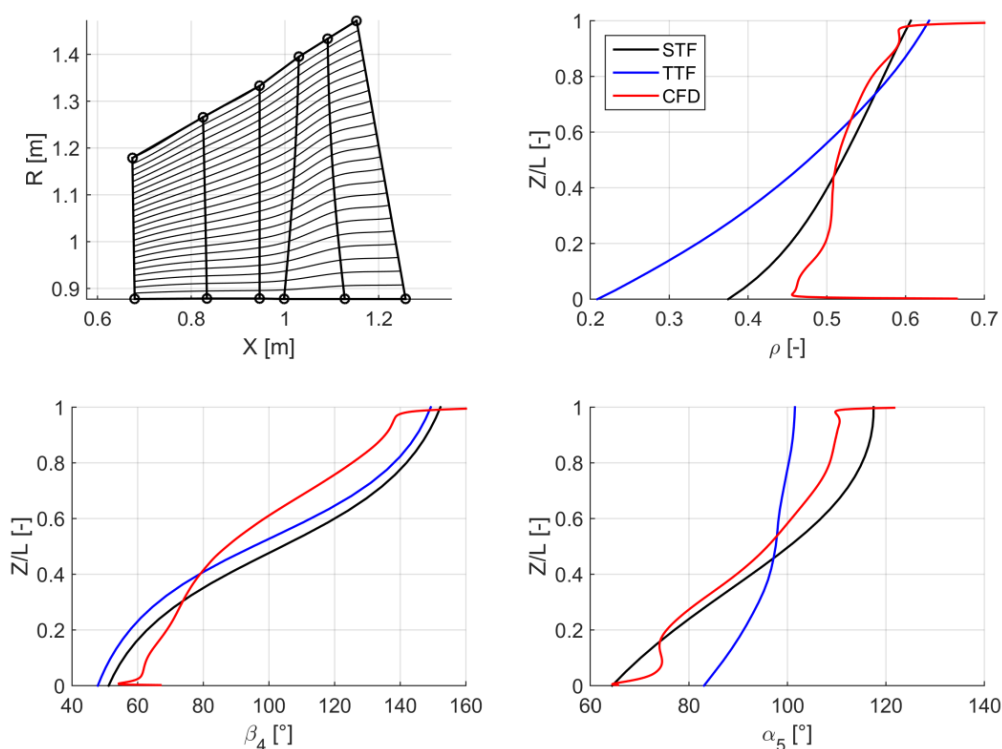 1.4
1.3
1.2
1.1
1
0.9
R [m]
0.6 0.8 1 1.2
X [m]
1
0.8
0.6
0.4
0.2
0
Z/L [-]
STF
TTF
CFD
0.2 0.3 0.4 0.5 0.6 0.7
ρ [-]
1
0.8
0.6
0.4
0.2
0
Z/L [-]
40 60 80 100 120 140 160
β₄ [°]
1
0.8
0.6
0.4
0.2
0
Z/L [-]
60 80 100 120 140
α₅ [°]